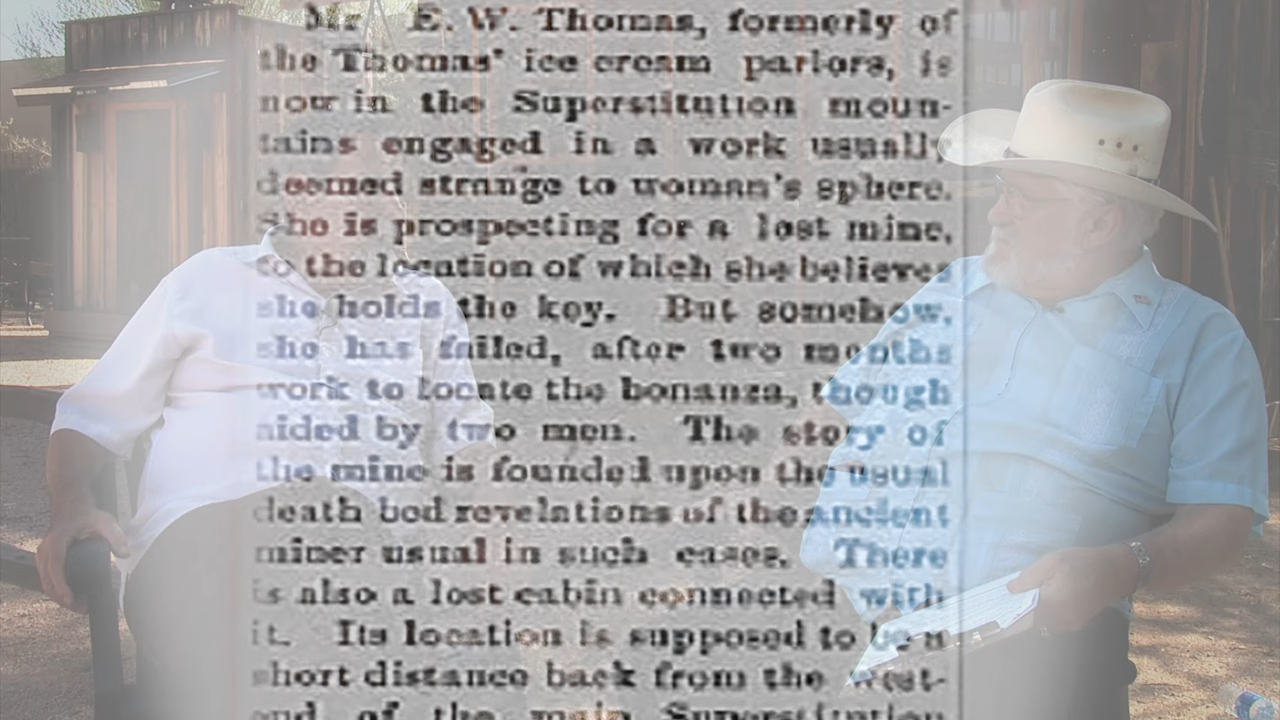 Mr E. W. Thomas, formerly of
the Thomas' ice cream parlors, is
now in the Superstitution moun-
tains engaged in a work usually
deemed strange to woman's sphere.
She is prospecting for a lost mine,
to the location of which she believes
she holds the key. But somehow,
she has failed, after two months
work to locate the bonanza, though
aided by two men. The story of
the mine is founded upon the usual
death bed revelations of the ancient
miner usual in such cases. There
is also a lost cabin connected with
it. Its location is supposed to be a
short distance back from the west-
end of the main Superstitution